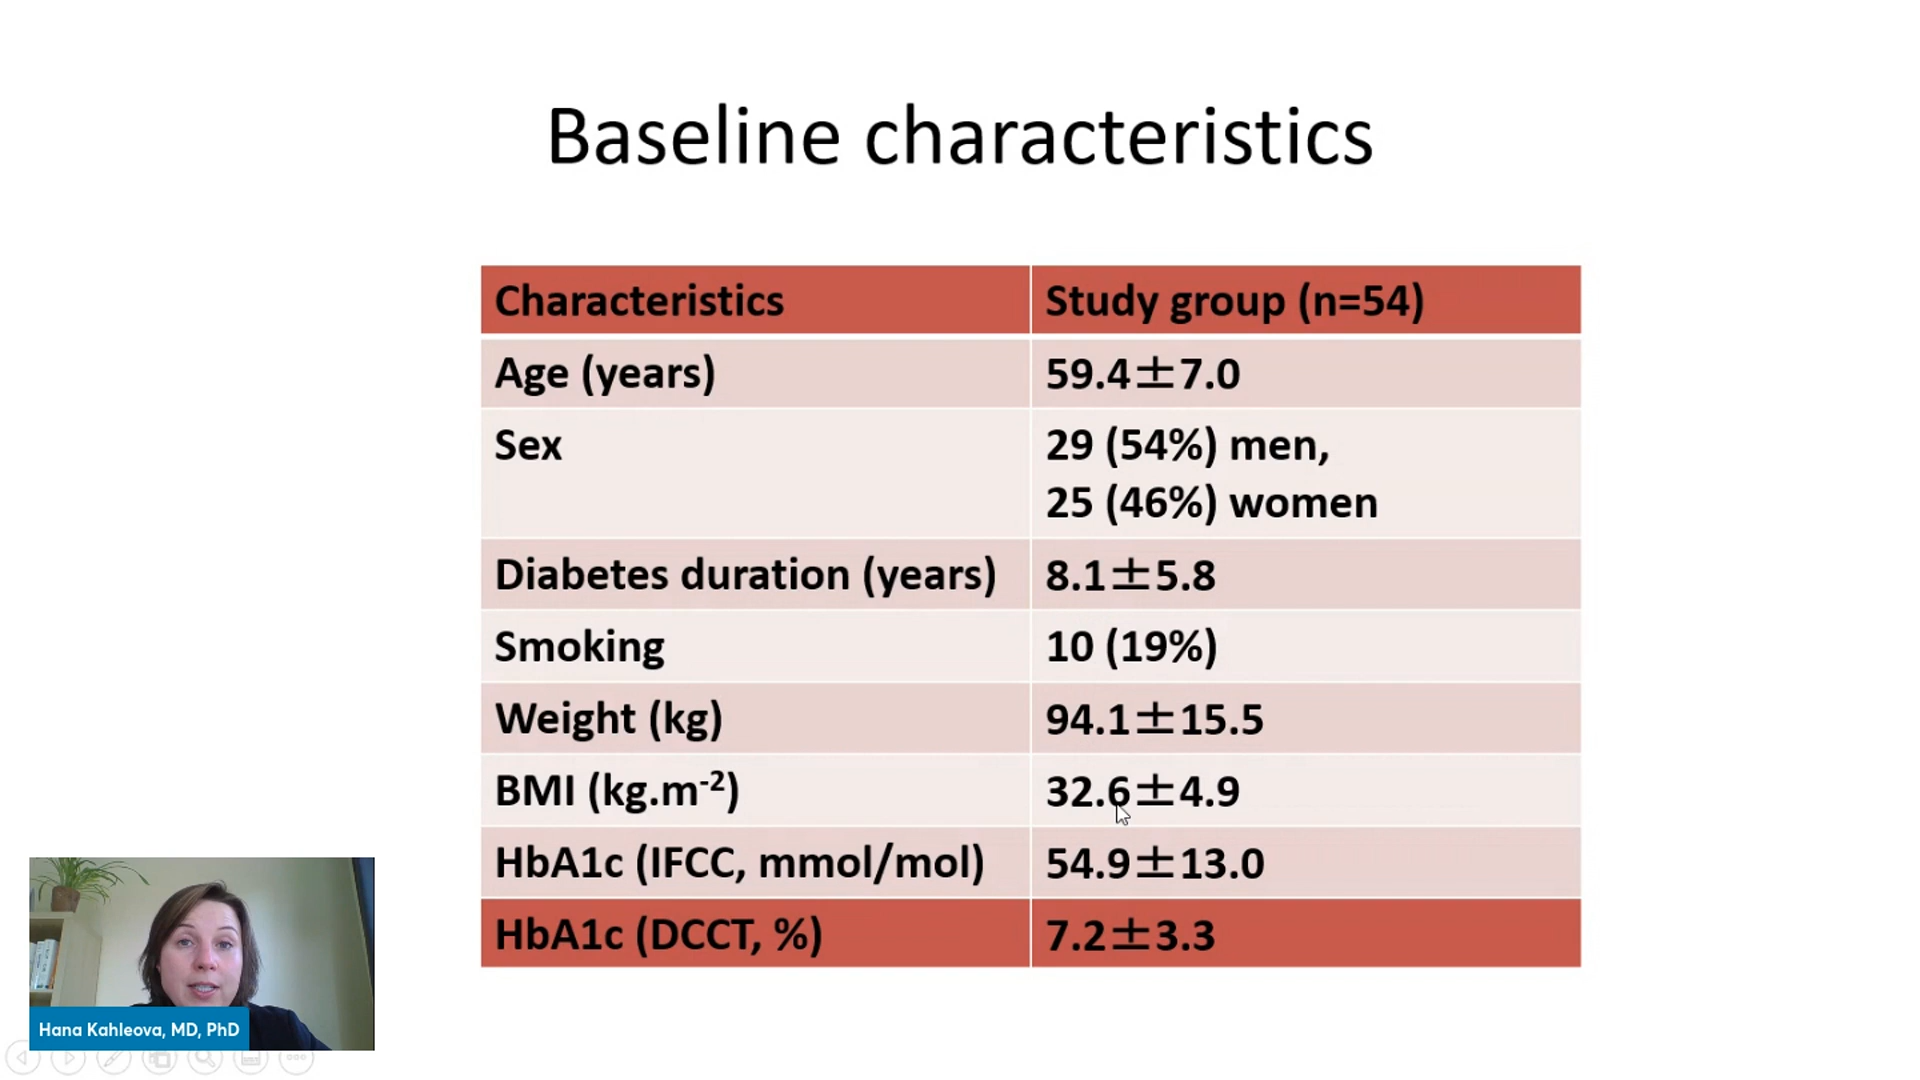 Baseline characteristics
Characteristics Study group (n=54)
Age (years) 59.4±7.0
Sex 29 (54%) men,
25 (46%) women
Diabetes duration (years) 8.1±5.8
Smoking 10 (19%)
Weight (kg) 94.1±15.5
BMI (kg.m⁻²) 32.6±4.9
HbA1c (IFCC, mmol/mol) 54.9±13.0
HbA1c (DCCT, %) 7.2±3.3
Hana Kahleova, MD, PhD